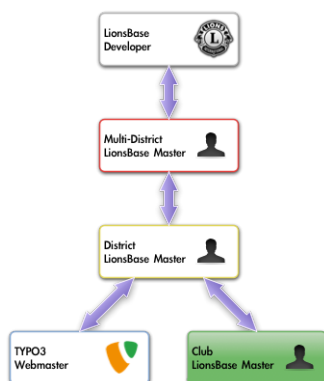 LionsBase
Developer
LIONS
L
Multi-District
LionsBase Master
District
LionsBase Master
TYPO3
Webmaster
Club
LionsBase Master